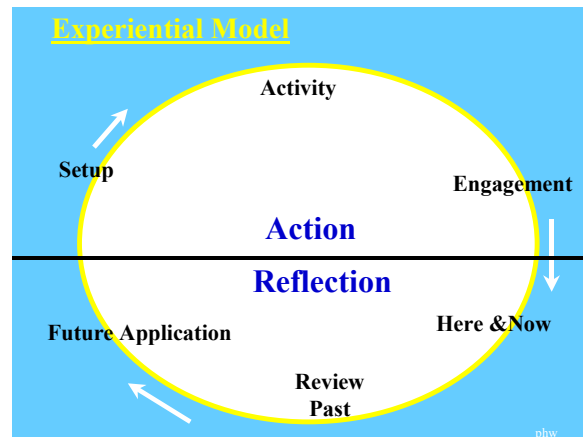 Experiential Model
Activity
Setup
Engagement
Action
Reflection
Here &Now
Future Application
Review
Past
phw